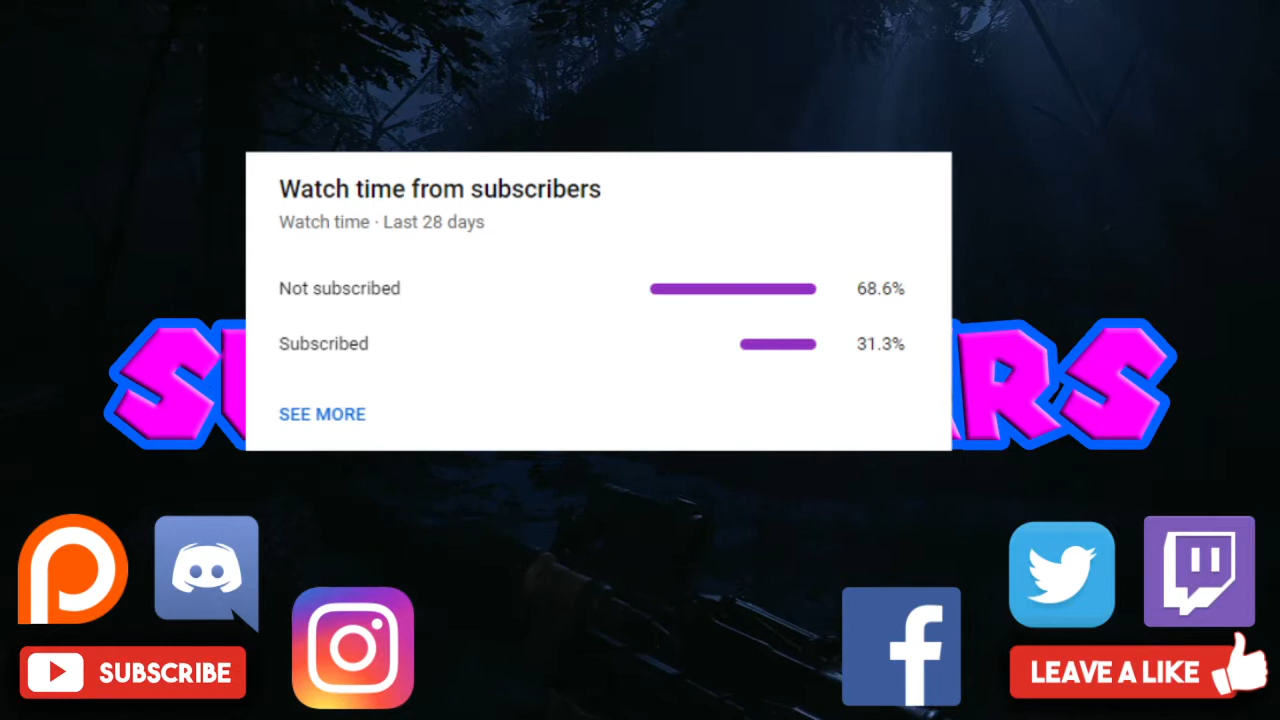 Watch time from subscribers
Watch time · Last 28 days
Not subscribed 68.6%
Subscribed 31.3%
SEE MORE
SUBSCRIBE
LEAVE A LIKE